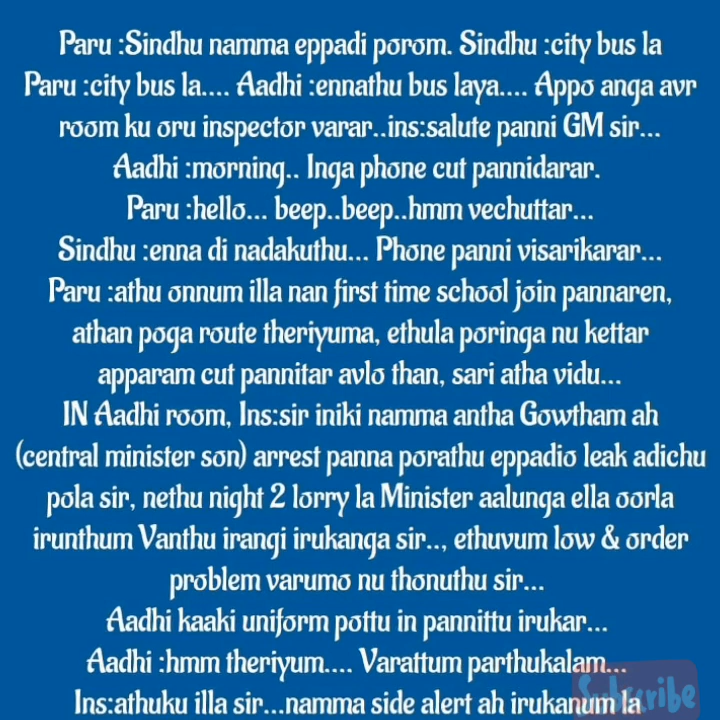 Paru :Sindhu namma eppadi porom. Sindhu :city bus la
Paru :city bus la.... Aadhi :ennathu bus laya.... Appo anga avr
room ku oru inspector varar..ins:salute panni GM sir...
Aadhi :morning.. Inga phone cut pannidarar.
Paru :hello... beep..beep..hmm vechuttar...
Sindhu :enna di nadakuthu... Phone panni visarikarar...
Paru :athu onnum illa nan first time school join pannaren,
athan poga route theriyuma, ethula poringa nu kettar
apparam cut pannitar avlo than, sari atha vidu...
IN Aadhi room, Ins:sir iniki namma antha Gowtham ah
(central minister son) arrest panna porathu eppadio leak adichu
pola sir, nethu night 2 lorry la Minister aalunga ella oorla
irunthum Vanthu irangi irukanga sir.., ethuvum low & order
problem varumo nu thonuthu sir...
Aadhi kaaki uniform pottu in pannittu irukar...
Aadhi :hmm theriyum.... Varattum parthukalam...
Ins:athuku illa sir...namma side alert ah irukanum la
Subscribe